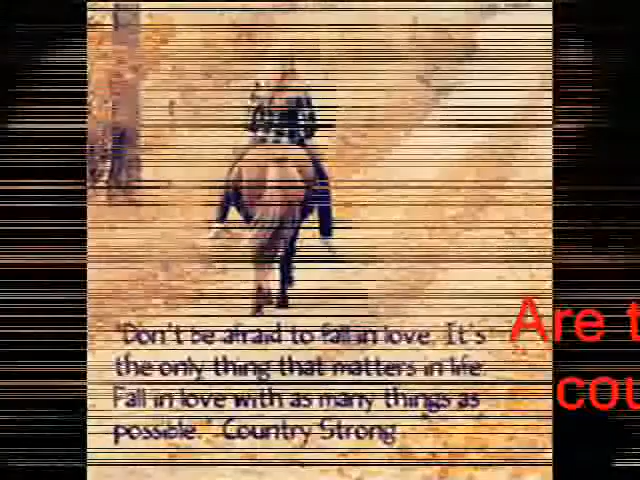 "Don't be afraid to fall in love. It's
the only thing that matters in life.
Fall in love with as many things as
possible." Country Strong
Are t
cou